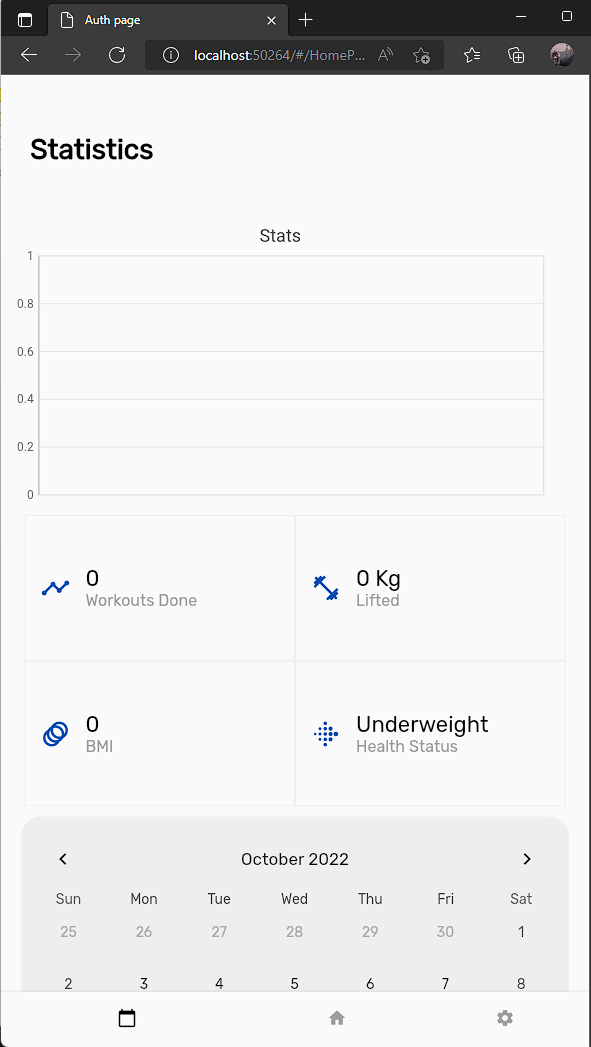 Auth page
localhost:50264/#/HomeP...
Statistics
Stats
1
0.8
0.6
0.4
0.2
0
0
Workouts Done
0 Kg
Lifted
0
BMI
Underweight
Health Status
October 2022
Sun Mon Tue Wed Thu Fri Sat
25 26 27 28 29 30 1
2 3 4 5 6 7 8